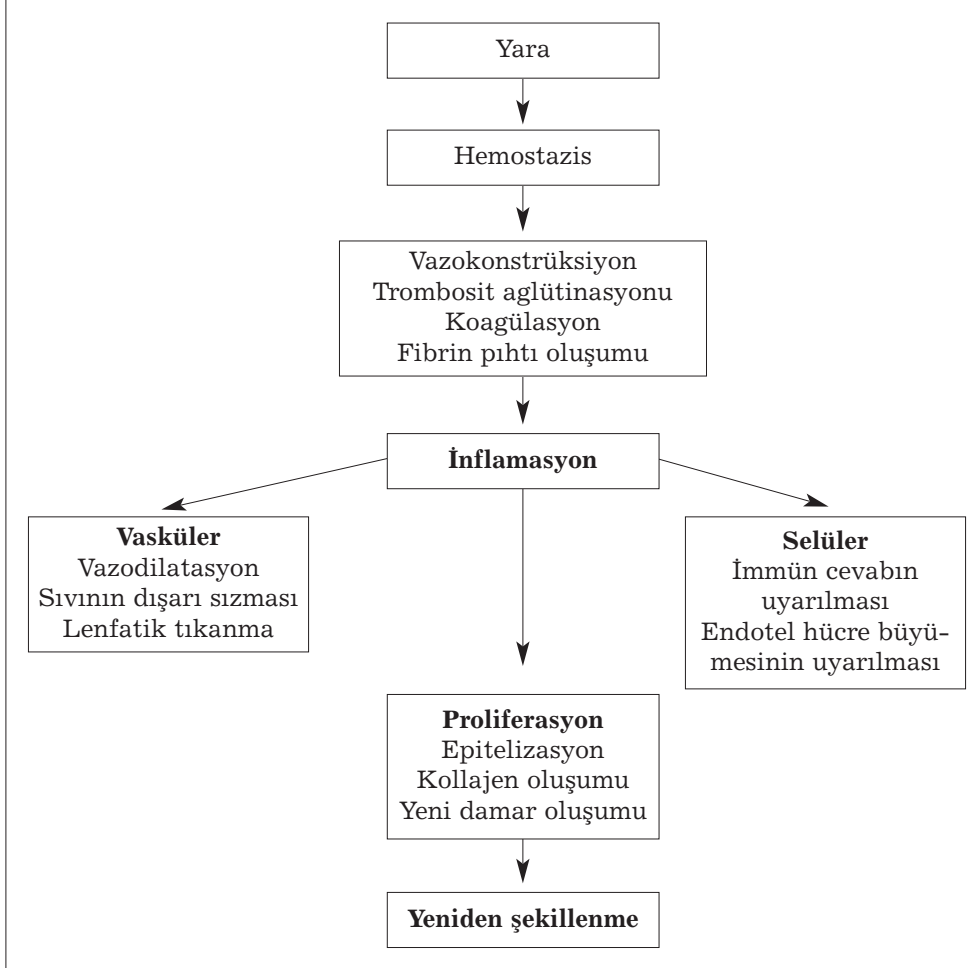 Yara
Hemostazis
Vazokonstrüksiyon
Trombosit aglütinasyonu
Koagülasyon
Fibrin pıhtı oluşumu
İnflamasyon
Vasküler
Vazodilatasyon
Sıvının dışarı sızması
Lenfatik tıkanma
Selüler
İmmün cevabın
uyarılması
Endotel hücre büyü-
mesinin uyarılması
Proliferasyon
Epitelizasyon
Kollajen oluşumu
Yeni damar oluşumu
Yeniden şekillenme